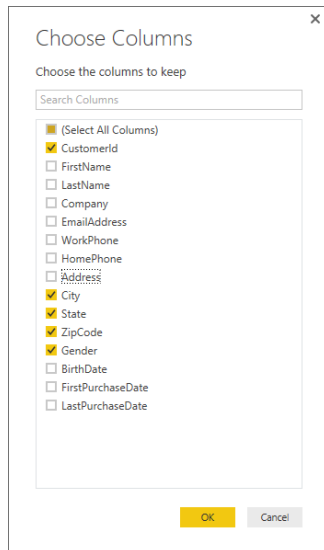 Choose Columns
Choose the columns to keep
Search Columns
(Select All Columns)
CustomerId
FirstName
LastName
Company
EmailAddress
WorkPhone
HomePhone
Address
City
State
ZipCode
Gender
BirthDate
FirstPurchaseDate
LastPurchaseDate
OK Cancel